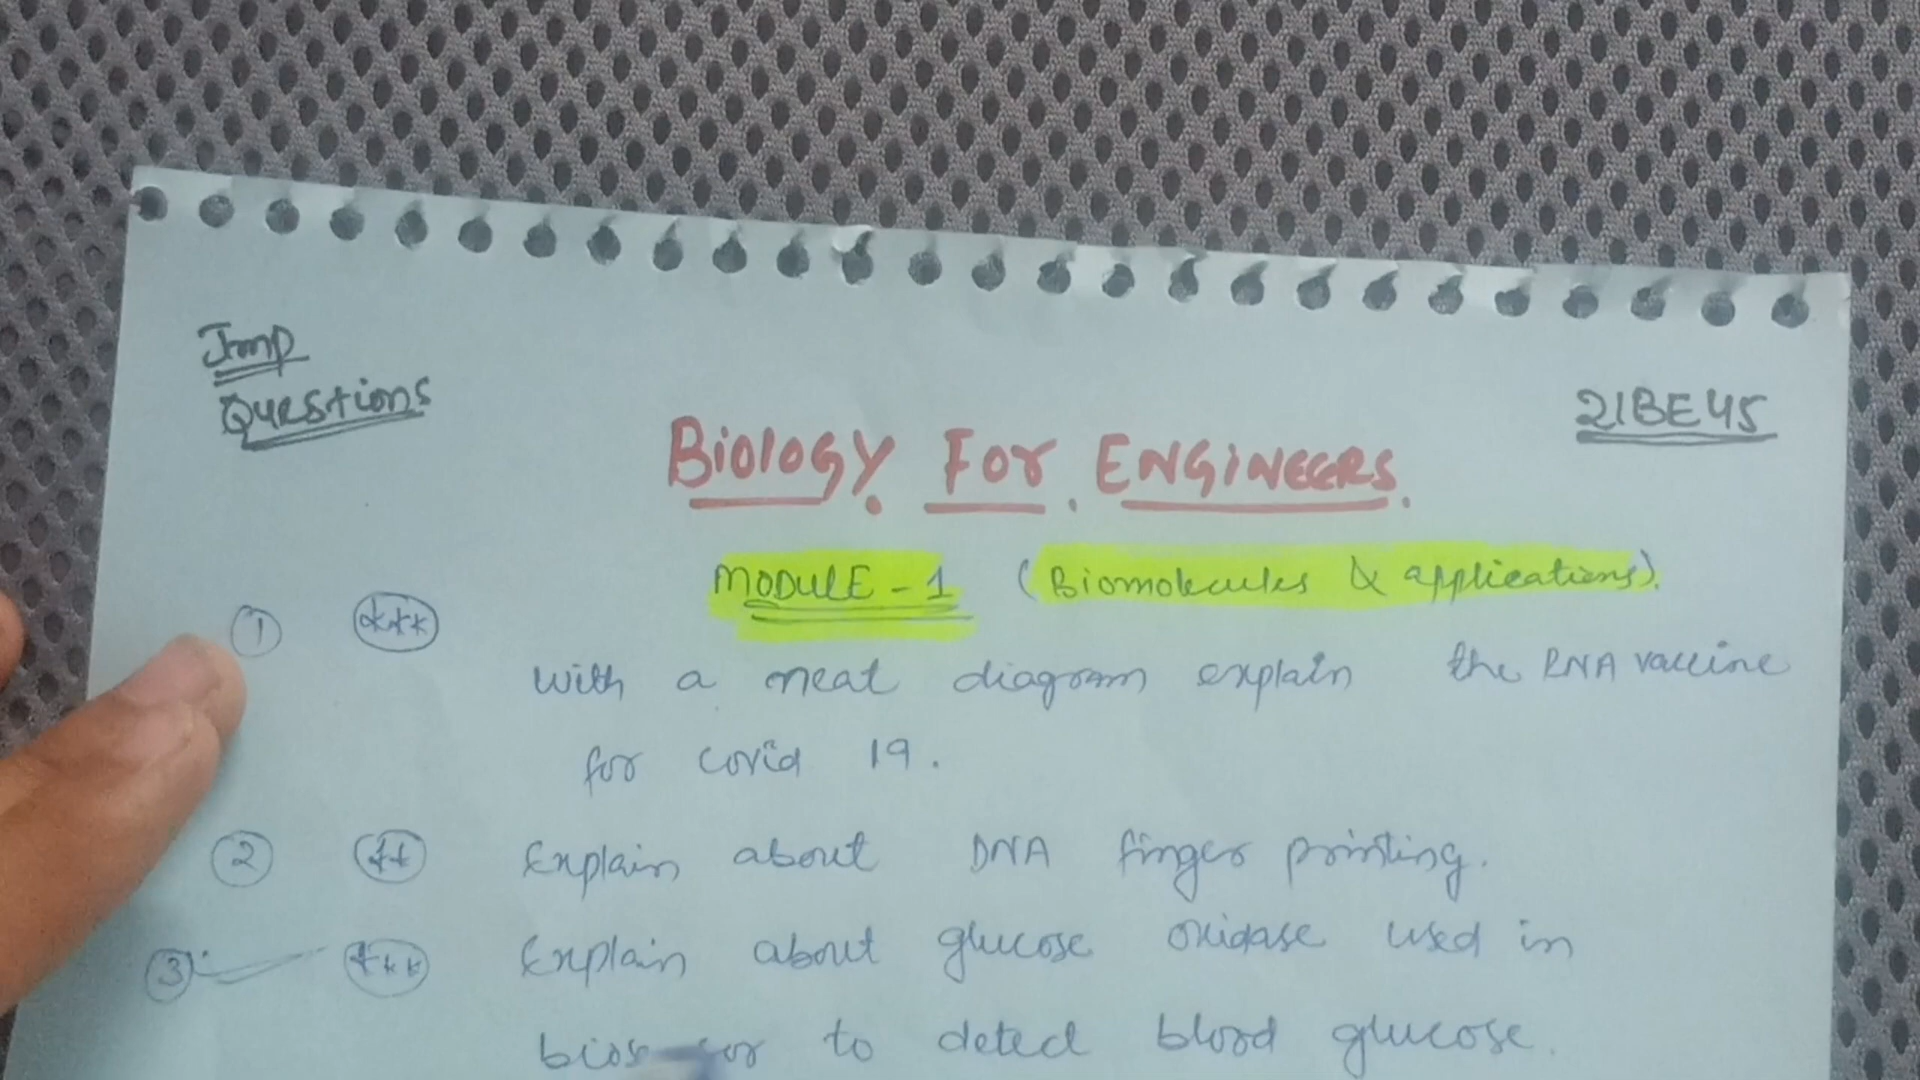 Imp
Questions
21BE45
BIOLOGY FOR ENGINEERS.
MODULE - 1 (Biomolecules & applications).
1 ***
with a neat diagram explain the RNA vaccine
for covid 19.
2 ** Explain about DNA finger printing.
3 *** Explain about glucose oxidase used in
to detect blood glucose.